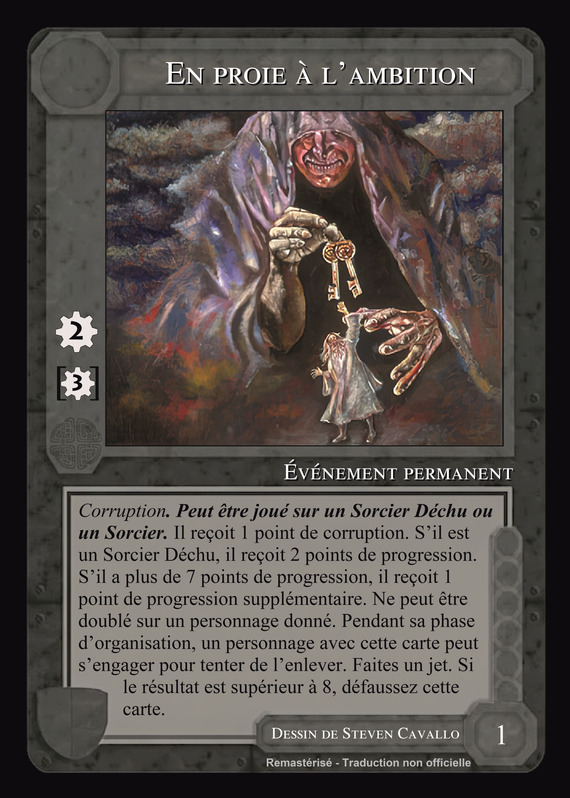 En proie à l'ambition
2
[3]
Événement permanent
Corruption. Peut être joué sur un Sorcier Déchu ou
un Sorcier. Il reçoit 1 point de corruption. S'il est
un Sorcier Déchu, il reçoit 2 points de progression.
S'il a plus de 7 points de progression, il reçoit 1
point de progression supplémentaire. Ne peut être
doublé sur un personnage donné. Pendant sa phase
d'organisation, un personnage avec cette carte peut
s'engager pour tenter de l'enlever. Faites un jet. Si
le résultat est supérieur à 8, défaussez cette
carte.
Dessin de Steven Cavallo
1
Remastérisé - Traduction non officielle